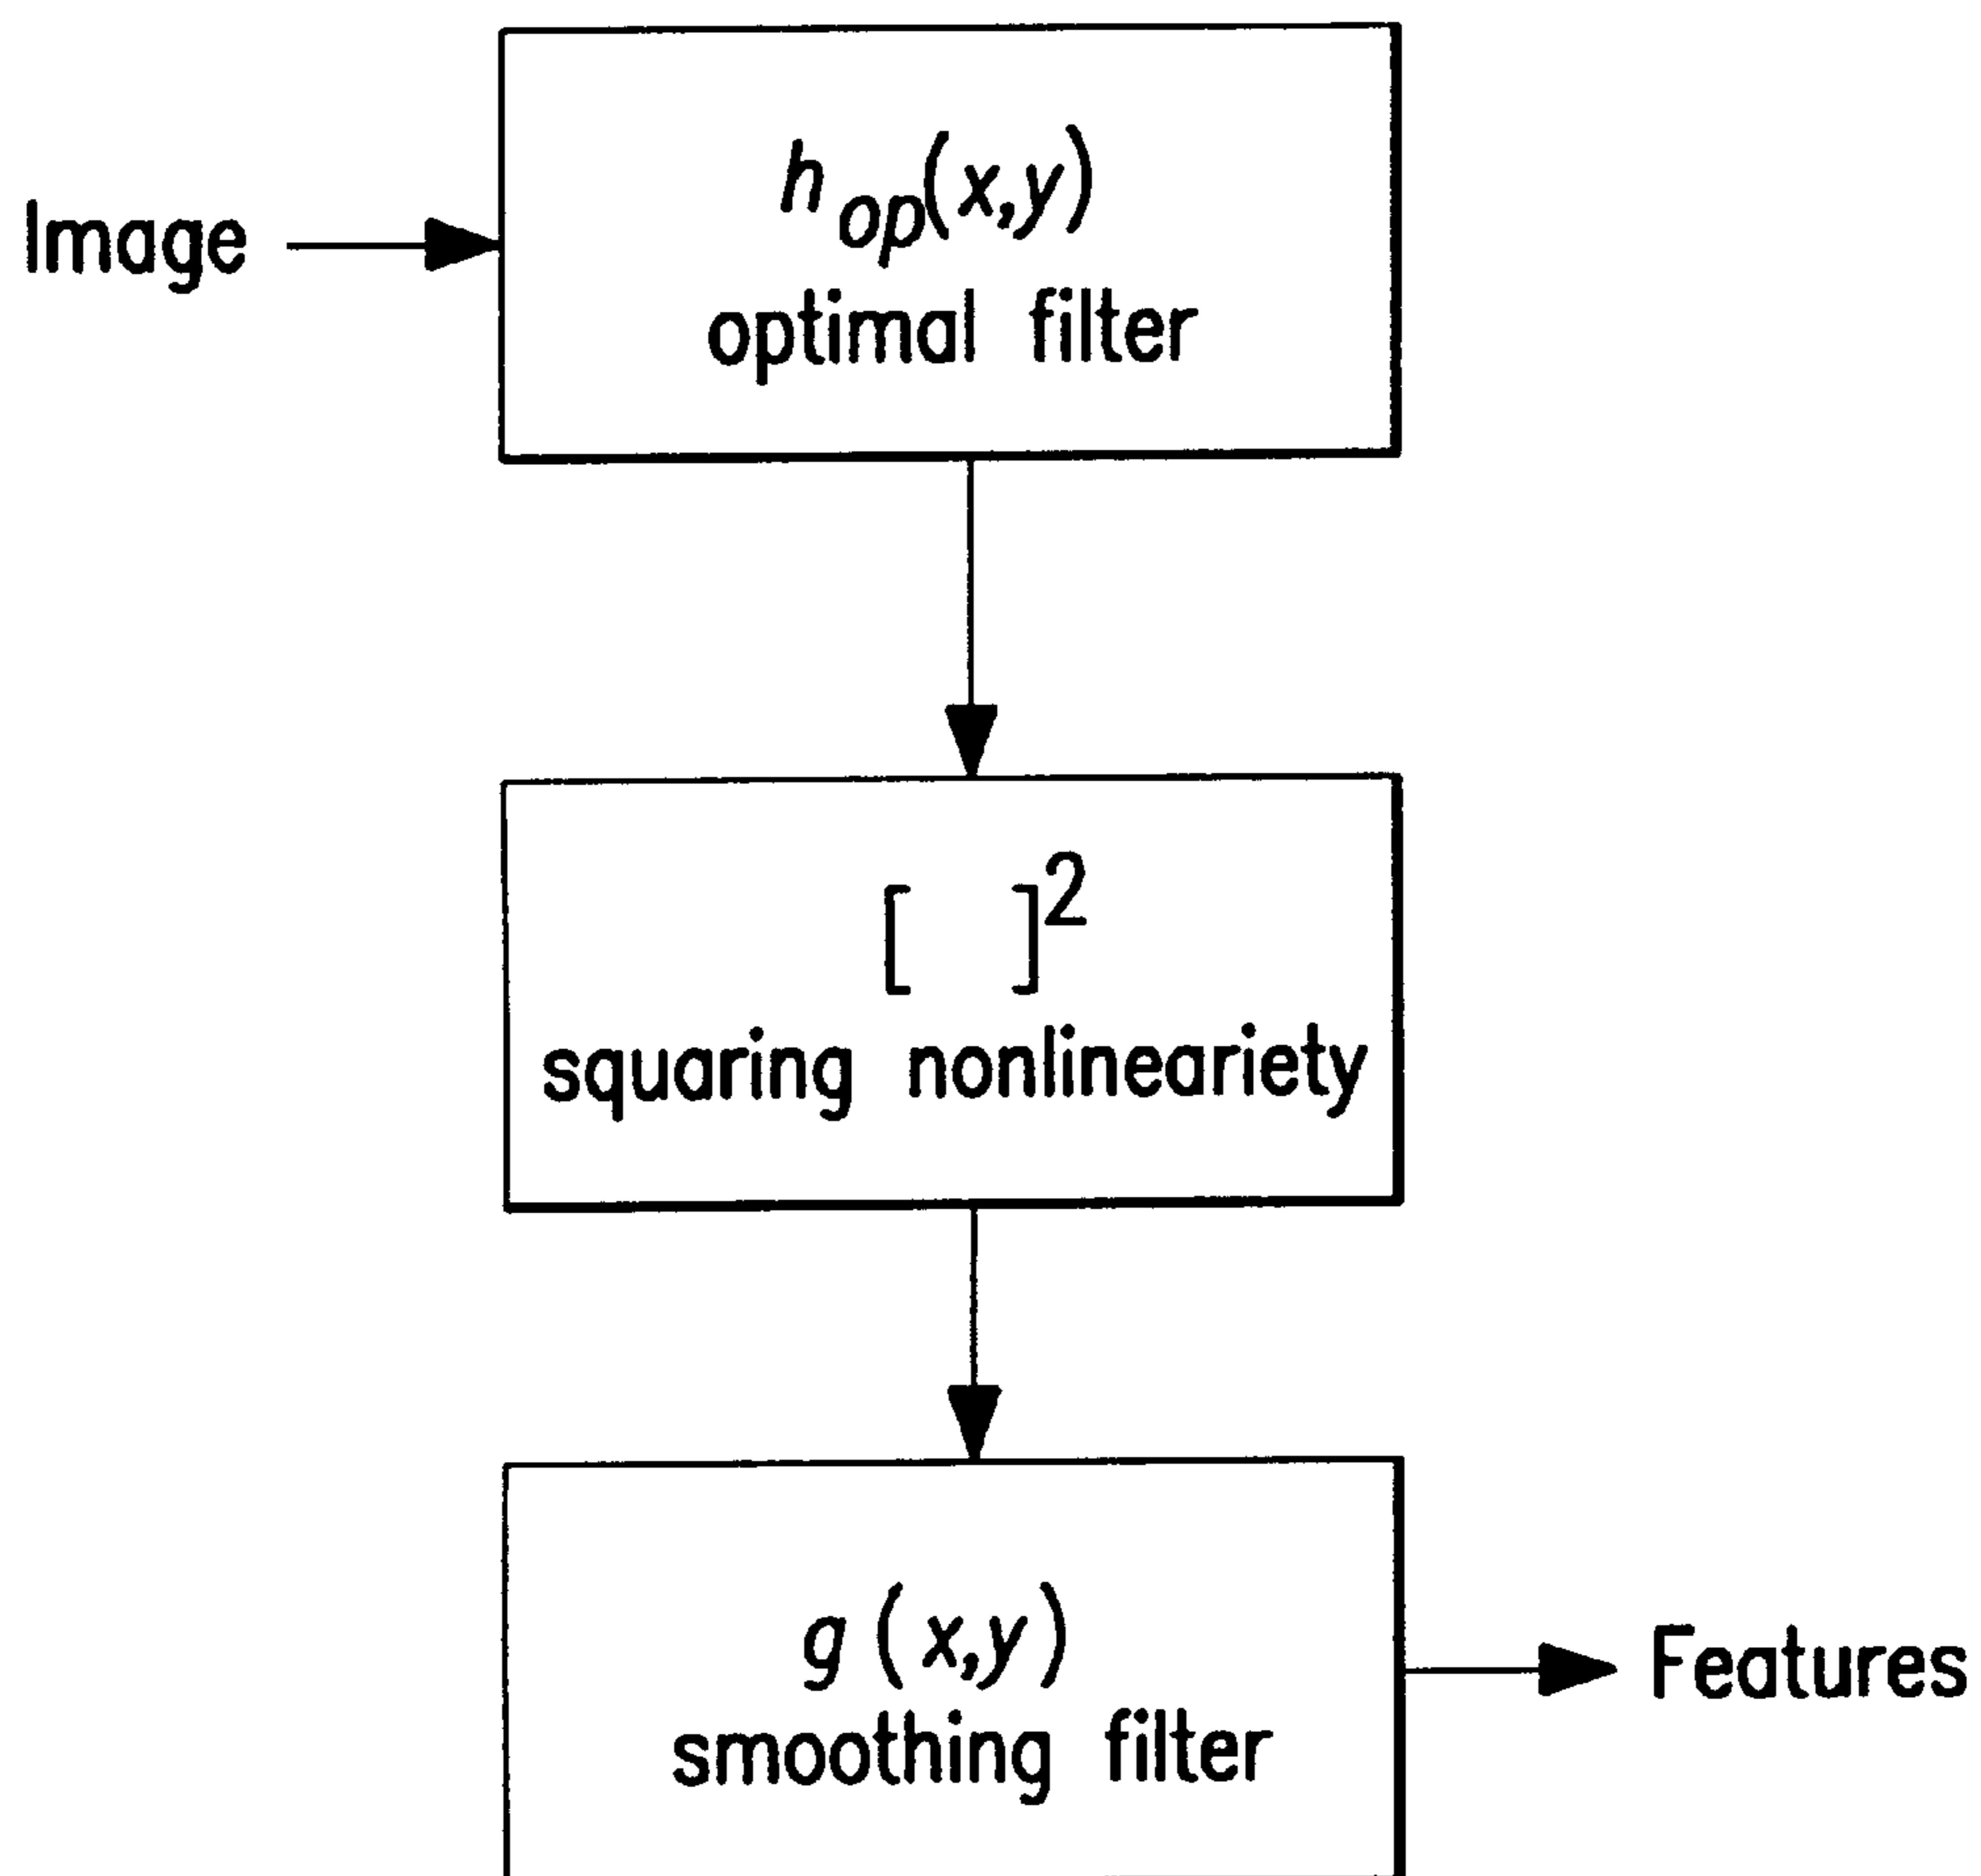 Image
h op(x,y)
optimal filter
[ ]2
squaring nonlineariety
g (x,y)
smoothing filter
Features